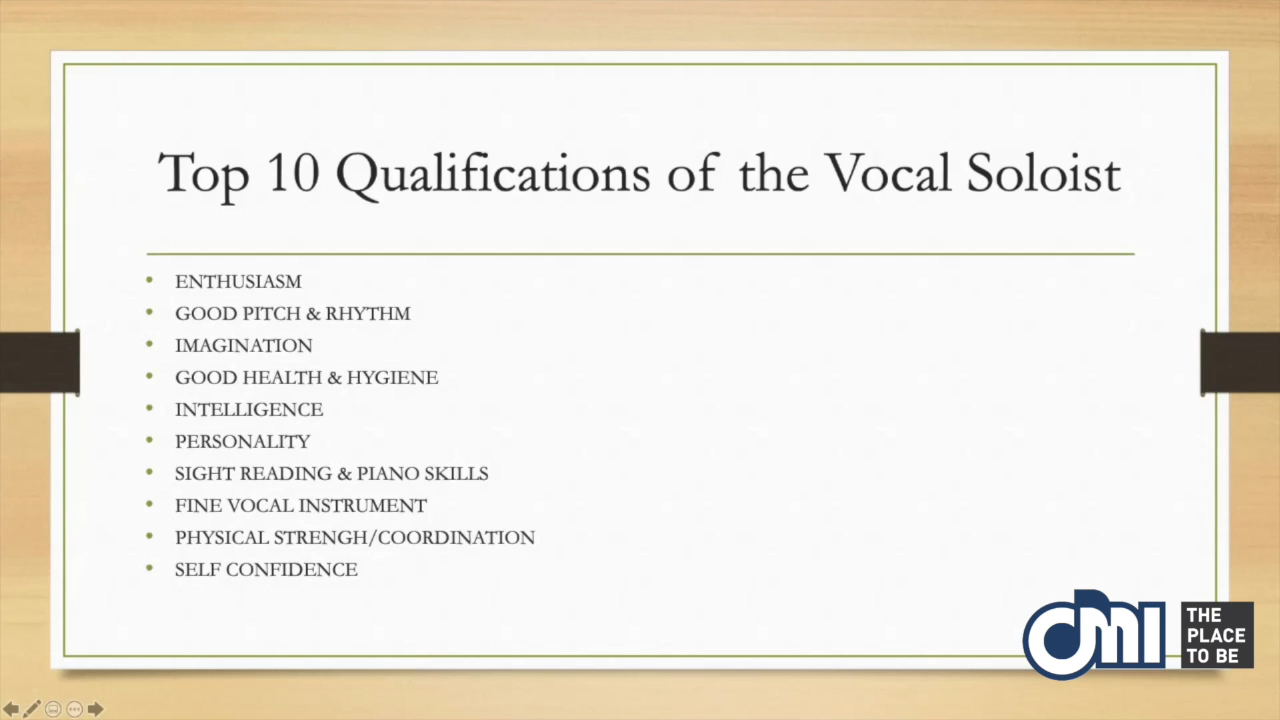 Top 10 Qualifications of the Vocal Soloist
• ENTHUSIASM
• GOOD PITCH & RHYTHM
• IMAGINATION
• GOOD HEALTH & HYGIENE
• INTELLIGENCE
• PERSONALITY
• SIGHT READING & PIANO SKILLS
• FINE VOCAL INSTRUMENT
• PHYSICAL STRENGH/COORDINATION
• SELF CONFIDENCE
cmi
THE
PLACE
TO BE